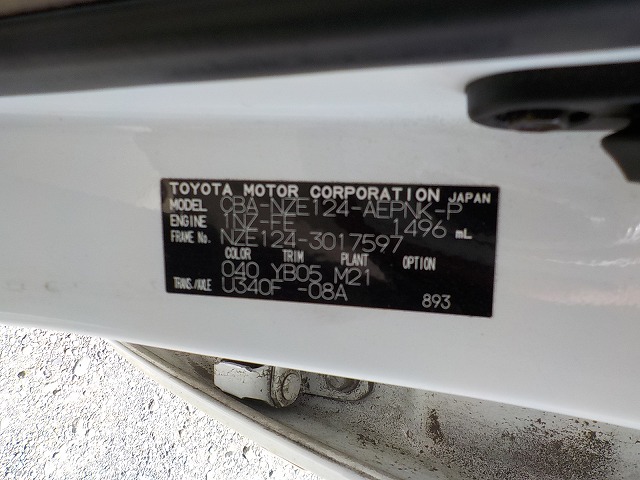 TOYOTA MOTOR CORPORATION JAPAN
MODEL CBA-NZE124-AEPNK-P
ENGINE 1NZ-FE 1496 mL
FRAME No. NZE124-3017597
COLOR TRIM PLANT OPTION
040 YB05 M21
TRANS./AXLE U340F -08A 893